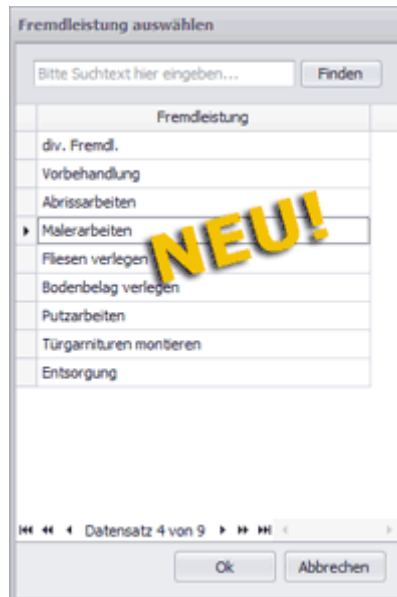 Fremdleistung auswählen
Bitte Suchtext hier eingeben... Finden
Fremdleistung
div. Fremdl.
Vorbehandlung
Abrissarbeiten
Malerarbeiten
NEU!
Fliesen verlegen
Bodenbelag verlegen
Putzarbeiten
Türgarnituren montieren
Entsorgung
Datensatz 4 von 9
Ok Abbrechen